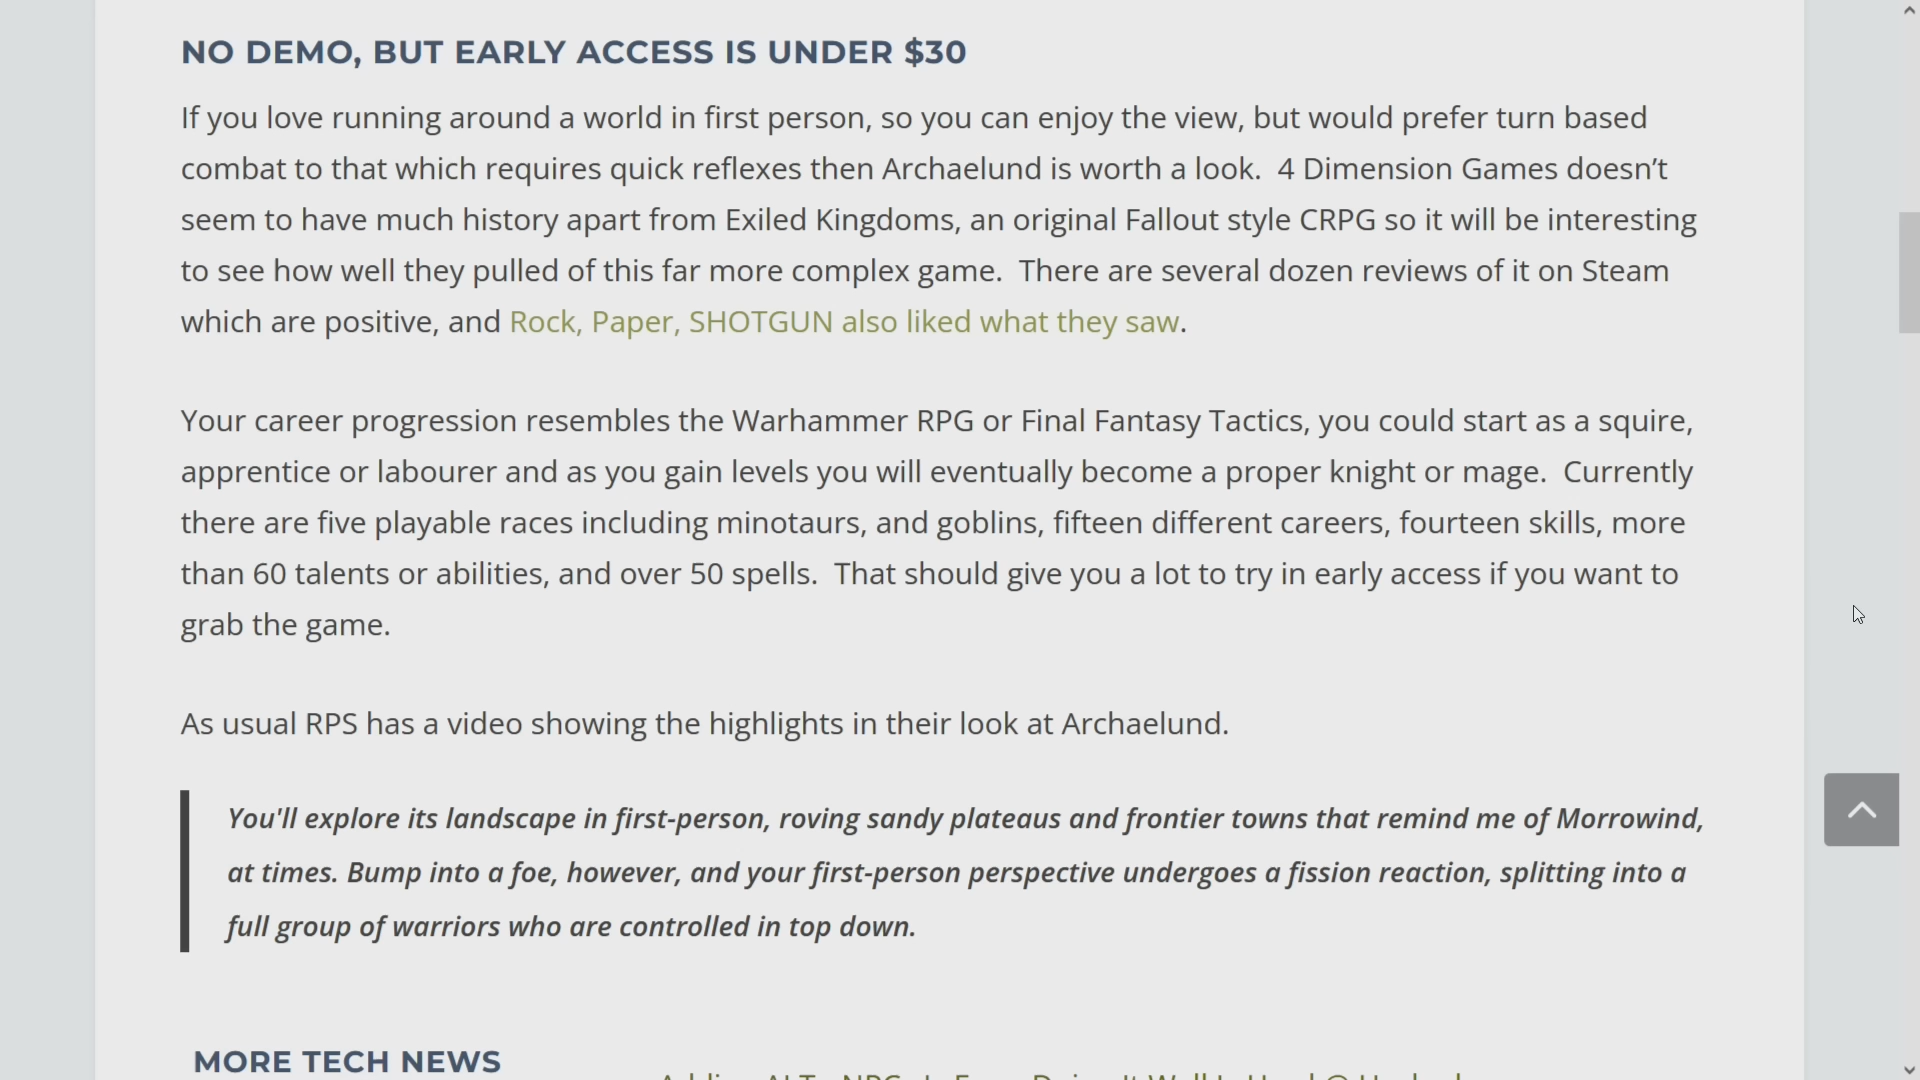 NO DEMO, BUT EARLY ACCESS IS UNDER $30
If you love running around a world in first person, so you can enjoy the view, but would prefer turn based
combat to that which requires quick reflexes then Archaelund is worth a look.  4 Dimension Games doesn’t
seem to have much history apart from Exiled Kingdoms, an original Fallout style CRPG so it will be interesting
to see how well they pulled of this far more complex game.  There are several dozen reviews of it on Steam
which are positive, and Rock, Paper, SHOTGUN also liked what they saw.
Your career progression resembles the Warhammer RPG or Final Fantasy Tactics, you could start as a squire,
apprentice or labourer and as you gain levels you will eventually become a proper knight or mage.  Currently
there are five playable races including minotaurs, and goblins, fifteen different careers, fourteen skills, more
than 60 talents or abilities, and over 50 spells.  That should give you a lot to try in early access if you want to
grab the game.
As usual RPS has a video showing the highlights in their look at Archaelund.
You'll explore its landscape in first-person, roving sandy plateaus and frontier towns that remind me of Morrowind,
at times. Bump into a foe, however, and your first-person perspective undergoes a fission reaction, splitting into a
full group of warriors who are controlled in top down.
MORE TECH NEWS